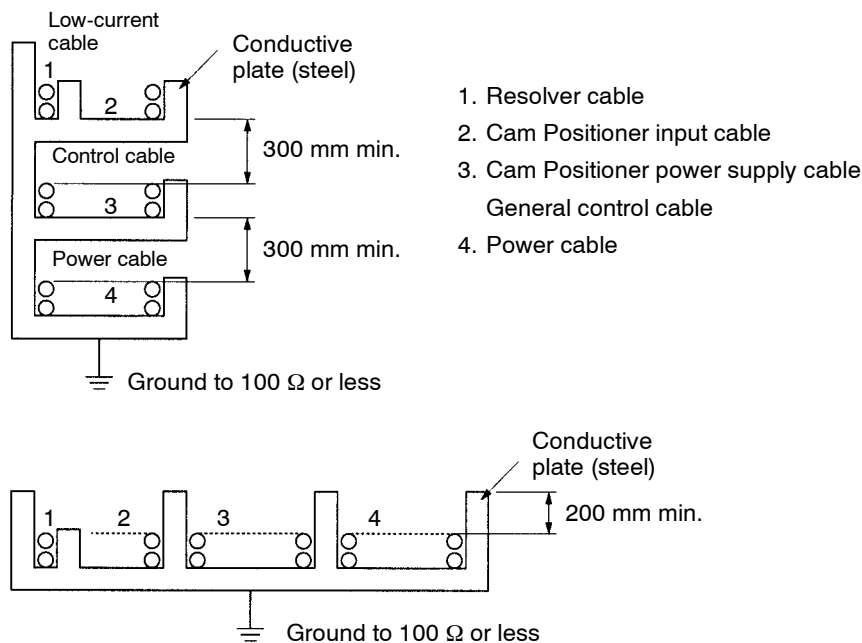 Low-current
cable
Conductive
plate (steel)
1
2
Control cable
300 mm min.
3
Power cable
300 mm min.
4
Ground to 100 Ω or less
1. Resolver cable
2. Cam Positioner input cable
3. Cam Positioner power supply cable
General control cable
4. Power cable
Conductive
plate (steel)
1 2 3 4
200 mm min.
Ground to 100 Ω or less